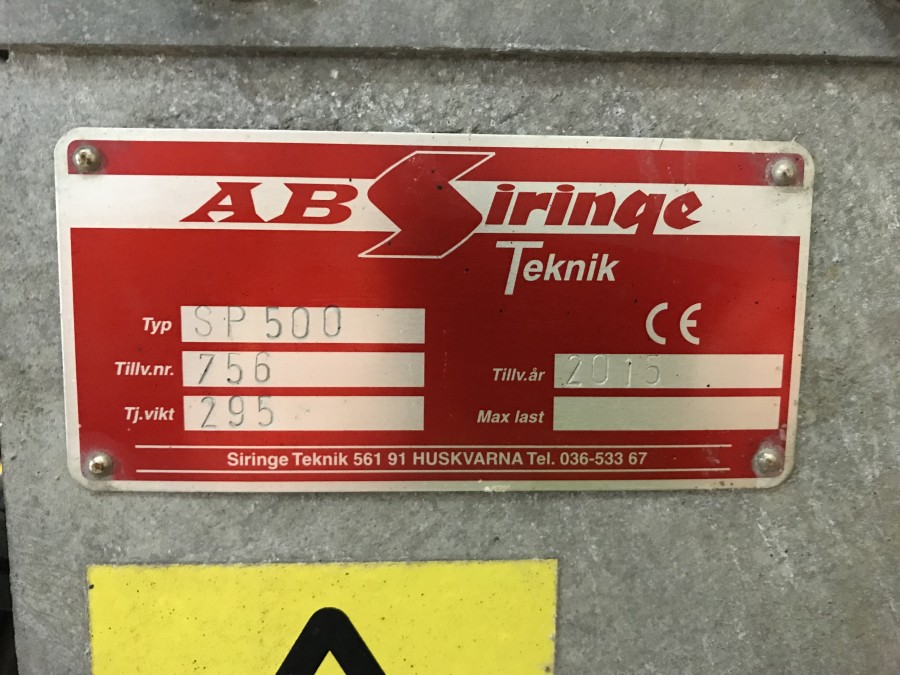 AB Siringe
Teknik
Typ SP 500
CE
Tillv.nr. 756
Tillv.år 2015
Tj.vikt 295
Max last
Siringe Teknik 561 91 HUSKVARNA Tel. 036-533 67